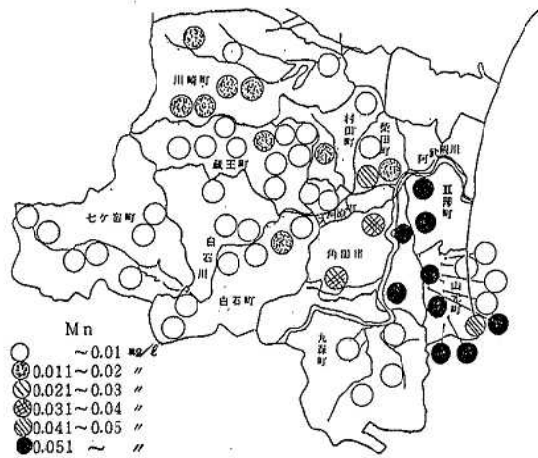 川崎町
村田町
柴田町
阿武隈川
蔵王町
亘理町
七ケ宿町
白石川
角田市
山元町
白石町
丸森町
Mn
~0.01 mg/ℓ
0.011~0.02 〃
0.021~0.03 〃
0.031~0.04 〃
0.041~0.05 〃
0.051 ~ 〃